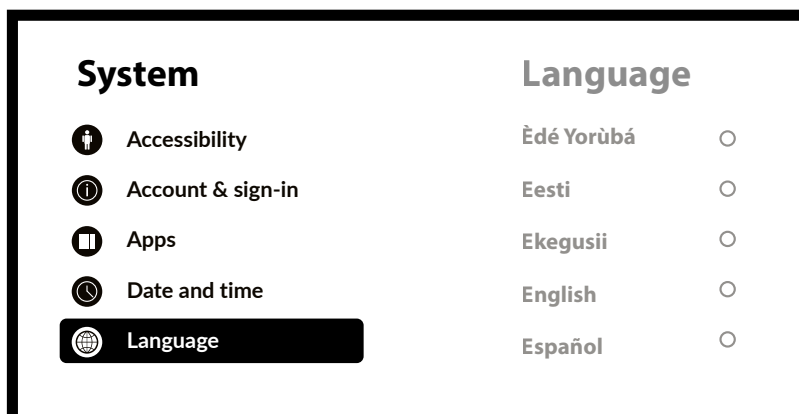 System
Accessibility
Account & sign-in
Apps
Date and time
Language
Language
Èdé Yorùbá
Eesti
Ekegusii
English
Español